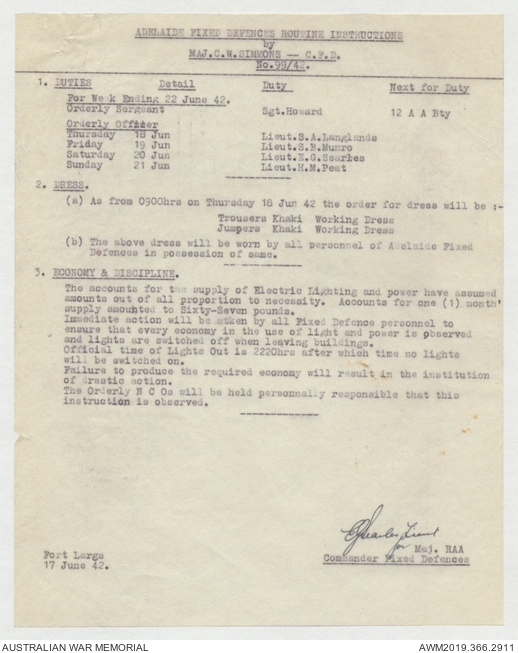 ADELAIDE FIXED DEFENCES ROUTINE INSTRUCTIONS
by
MAJ.C.W.SIMMONS -- C.F.D.
No.99/42.
1. DUTIES Detail Duty Next for Duty
For Week Ending 22 June 42.
Orderly Sergeant Sgt.Howard 12 A A Bty
Orderly Officer
Thursday 18 Jun Lieut.S.A.Langlands
Friday 19 Jun Lieut.S.B.Munro
Saturday 20 Jun Lieut.E.G.Searles
Sunday 21 Jun Lieut.H.M.Peat
2. DRESS.
(a) As from 0900hrs on Thursday 18 Jun 42 the order for dress will be :-
Trousers Khaki Working Dress
Jumpers Khaki Working Dress
(b) The above dress will be worn by all personnel of Adelaide Fixed
Defences in possession of same.
3. ECONOMY & DISCIPLINE.
The accounts for the supply of Electric Lighting and power have assumed
amounts out of all proportion to necessity. Accounts for one (1) month'
supply amounted to Sixty-Seven pounds.
Immediate action will be taken by all Fixed Defence personnel to
ensure that every economy in the use of light and power is observed
and lights are switched off when leaving buildings.
Official time of Lights Out is 2220hrs after which time no lights
will be switched on.
Failure to produce the required economy will result in the institution
of drastic action.
The Orderly N C Os will be held personnally responsible that this
instruction is observed.
EGSearles Lieut
for Maj. RAA
Fort Largs Commander Fixed Defences
17 June 42.
AUSTRALIAN WAR MEMORIAL AWM2019.366.2911